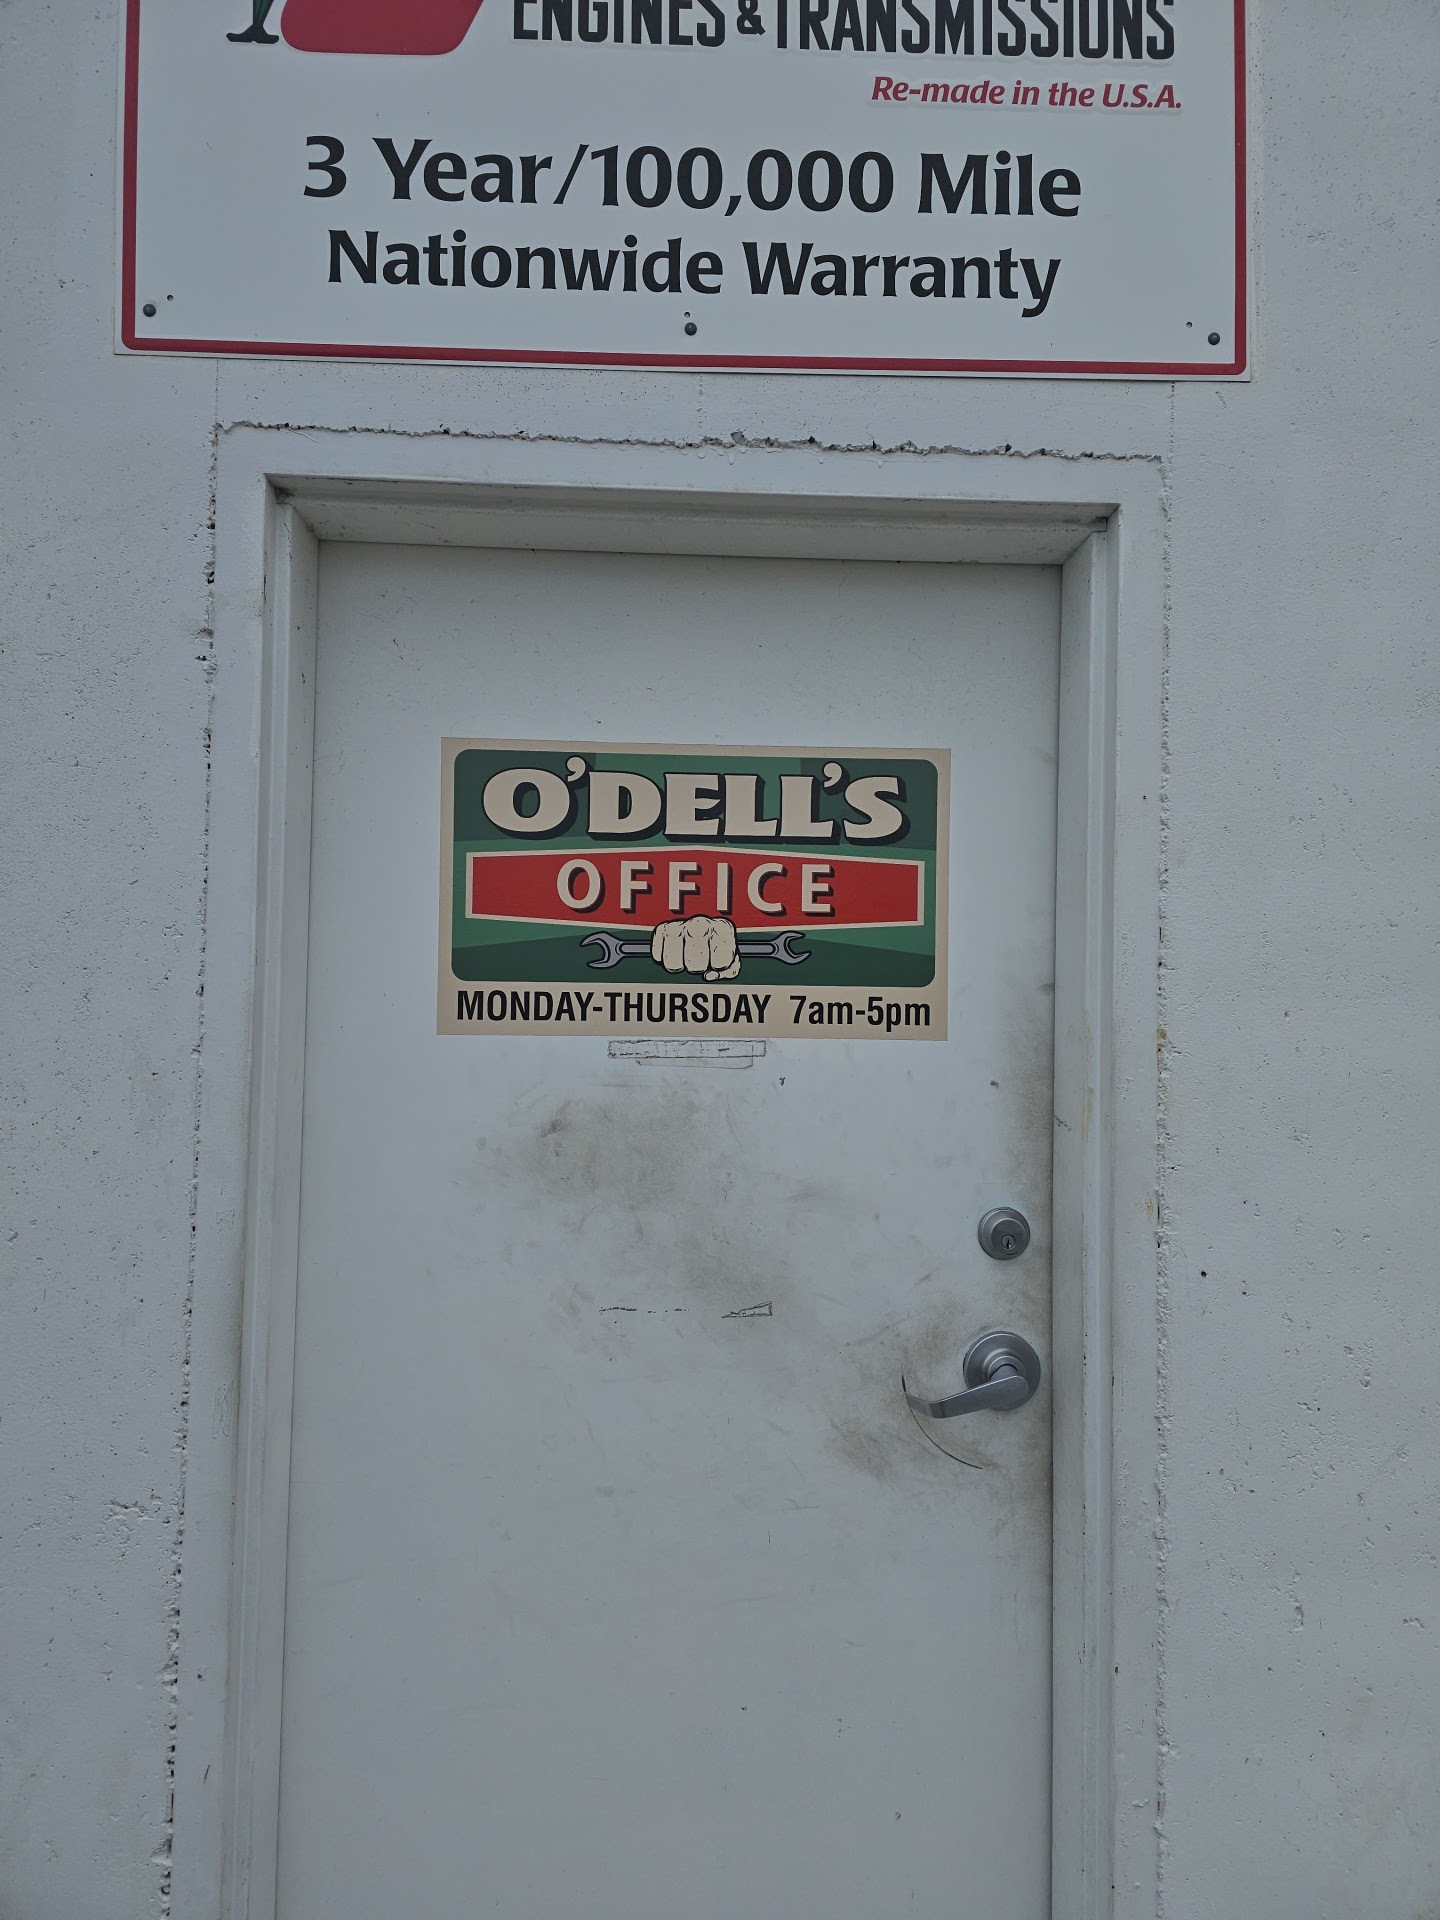 ENGINES & TRANSMISSIONS
Re-made in the U.S.A.
3 Year/100,000 Mile
Nationwide Warranty
O'DELL'S
OFFICE
MONDAY-THURSDAY 7am-5pm